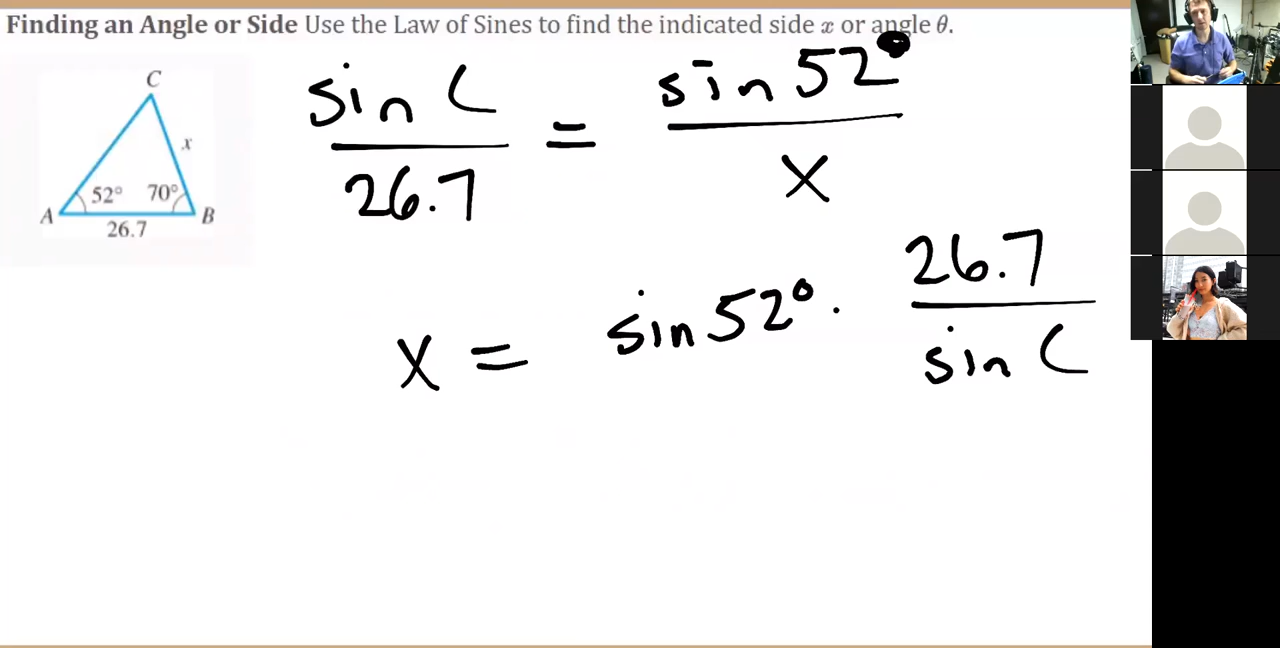 Finding an Angle or Side Use the Law of Sines to find the indicated side x or angle θ.
C
x
52° 70°
A B
26.7
sin C / 26.7 = sin 52° / x
x = sin 52° · 26.7 / sin C